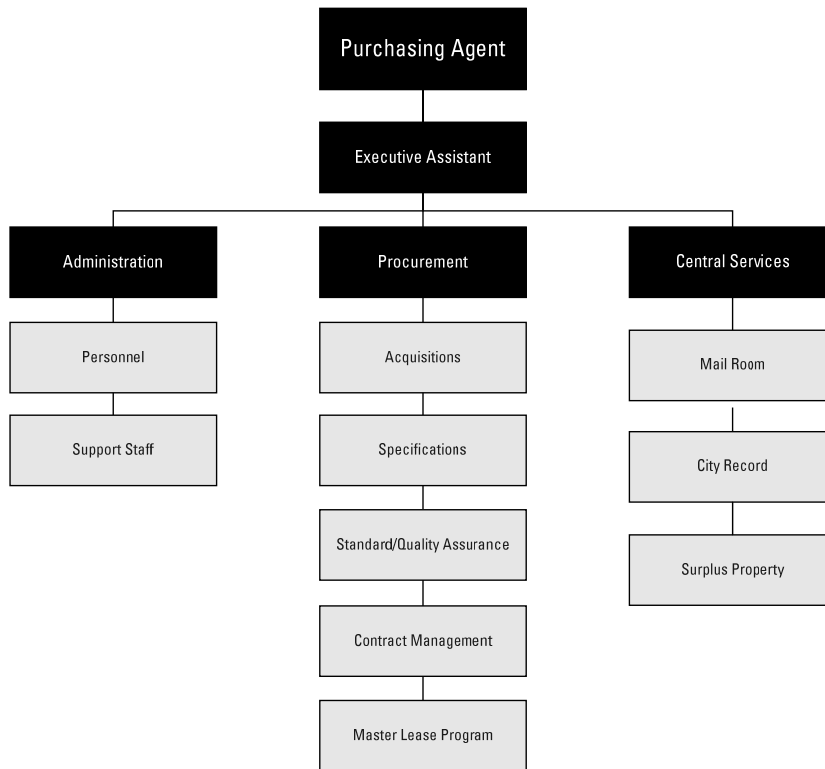 Purchasing Agent
Executive Assistant
Administration
Procurement
Central Services
Personnel
Acquisitions
Mail Room
Support Staff
Specifications
City Record
Standard/Quality Assurance
Surplus Property
Contract Management
Master Lease Program